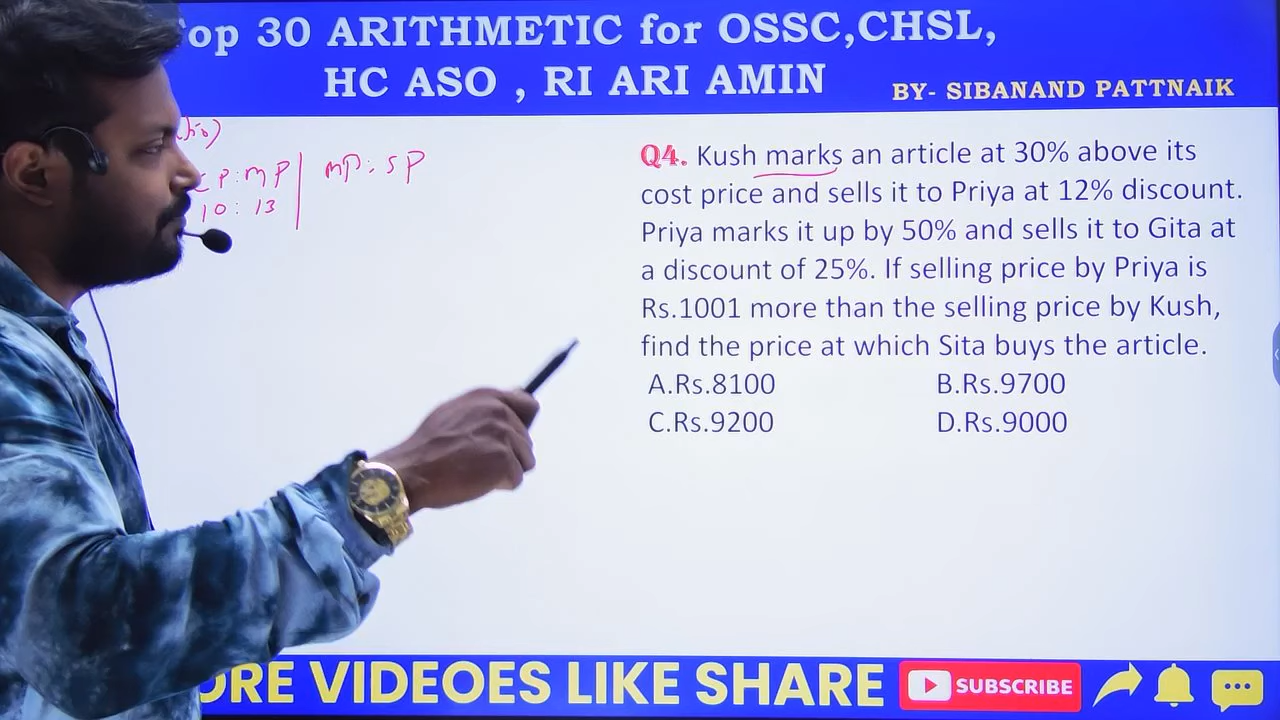 op 30 ARITHMETIC for OSSC,CHSL,
HC ASO , RI ARI AMIN
BY- SIBANAND PATTNAIK
P : MP | MP : SP
10 : 13
Q4. Kush marks an article at 30% above its
cost price and sells it to Priya at 12% discount.
Priya marks it up by 50% and sells it to Gita at
a discount of 25%. If selling price by Priya is
Rs.1001 more than the selling price by Kush,
find the price at which Sita buys the article.
A.Rs.8100 B.Rs.9700
C.Rs.9200 D.Rs.9000
ORE VIDEOES LIKE SHARE
SUBSCRIBE